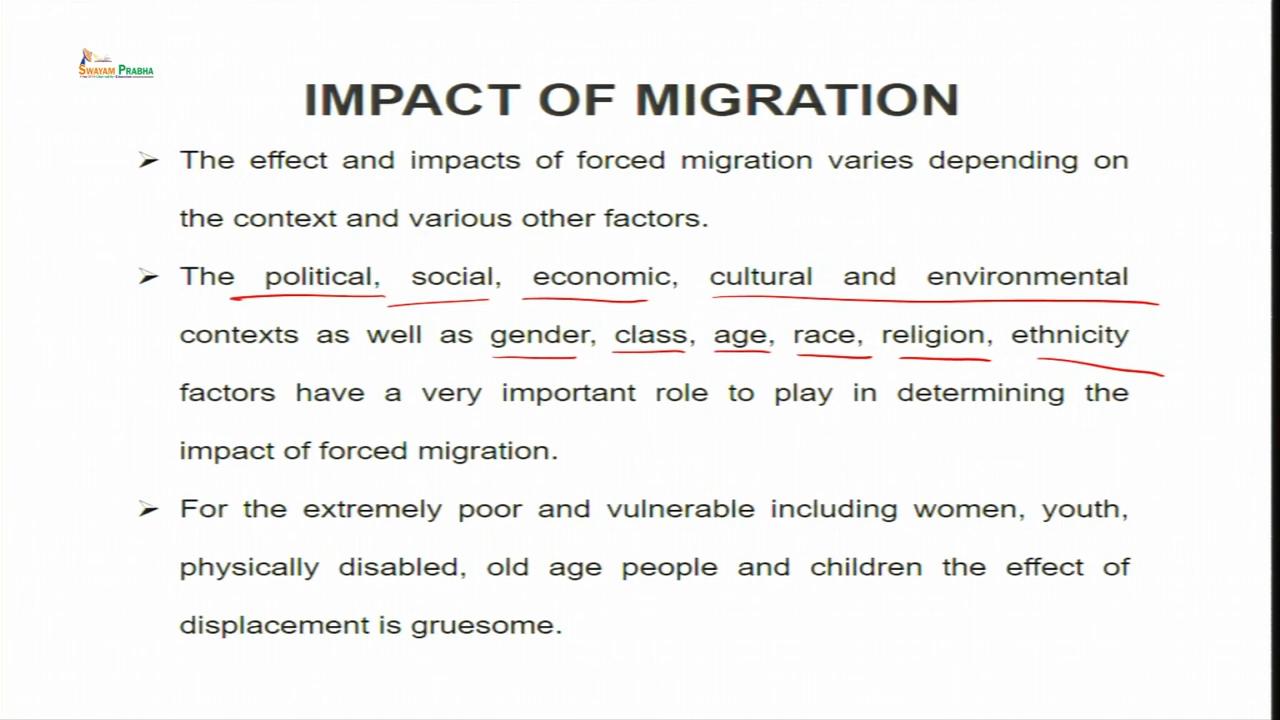 SWAYAM PRABHA
IMPACT OF MIGRATION
➢ The effect and impacts of forced migration varies depending on
the context and various other factors.
➢ The political, social, economic, cultural and environmental
contexts as well as gender, class, age, race, religion, ethnicity
factors have a very important role to play in determining the
impact of forced migration.
➢ For the extremely poor and vulnerable including women, youth,
physically disabled, old age people and children the effect of
displacement is gruesome.